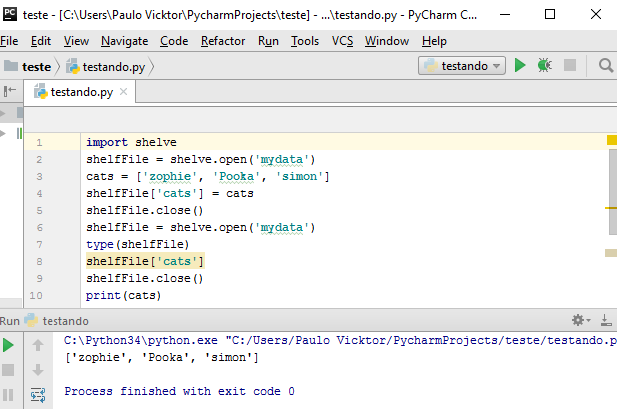 teste - [C:\Users\Paulo Vicktor\PycharmProjects\teste] - ...\testando.py - PyCharm C...
File Edit View Navigate Code Refactor Run Tools VCS Window Help
teste testando.py testando
testando.py
1 import shelve
2 shelfFile = shelve.open('mydata')
3 cats = ['zophie', 'Pooka', 'simon']
4 shelfFile['cats'] = cats
5 shelfFile.close()
6 shelfFile = shelve.open('mydata')
7 type(shelfFile)
8 shelfFile['cats']
9 shelfFile.close()
10 print(cats)
Run testando
C:\Python34\python.exe "C:/Users/Paulo Vicktor/PycharmProjects/teste/testando.p
['zophie', 'Pooka', 'simon']
Process finished with exit code 0